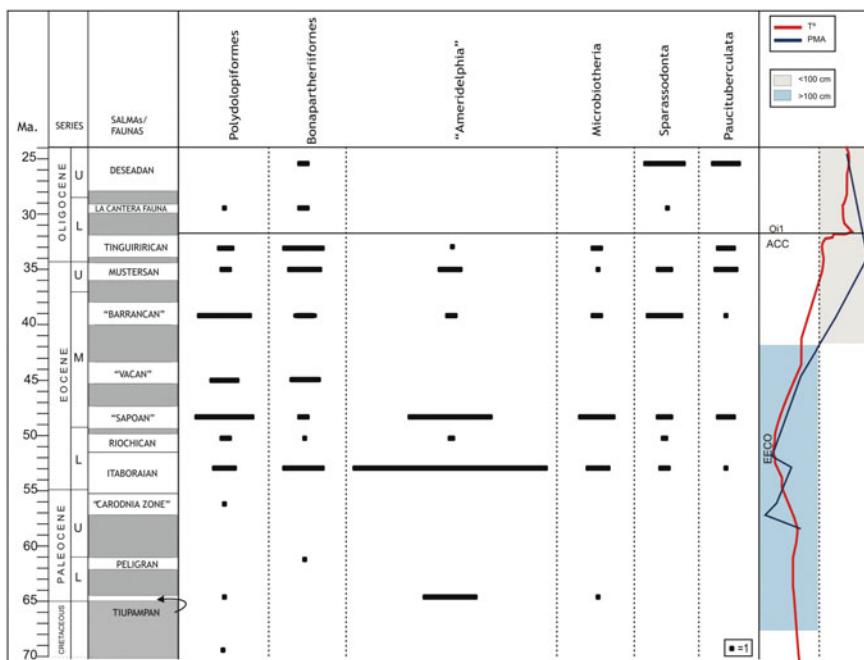 Ma.
SERIES
SALMAs/
FAUNAS
Polydolopiformes
Bonapartheriiformes
"Ameridelphia"
Microbiotheria
Sparassodonta
Paucituberculata
Tº
PMA
<100 cm
>100 cm
25
30
35
40
45
50
55
60
65
70
OLIGOCENE
U
L
EOCENE
U
M
L
PALEOCENE
U
L
CRETACEOUS
DESEADAN
LA CANTERA FAUNA
TINGUIRIRICAN
MUSTERSAN
"BARRANCAN"
"VACAN"
"SAPOAN"
RIOCHICAN
ITABORAIAN
"CARODNIA ZONE"
PELIGRAN
TIUPAMPAN
Oi1
ACC
EECO
=1